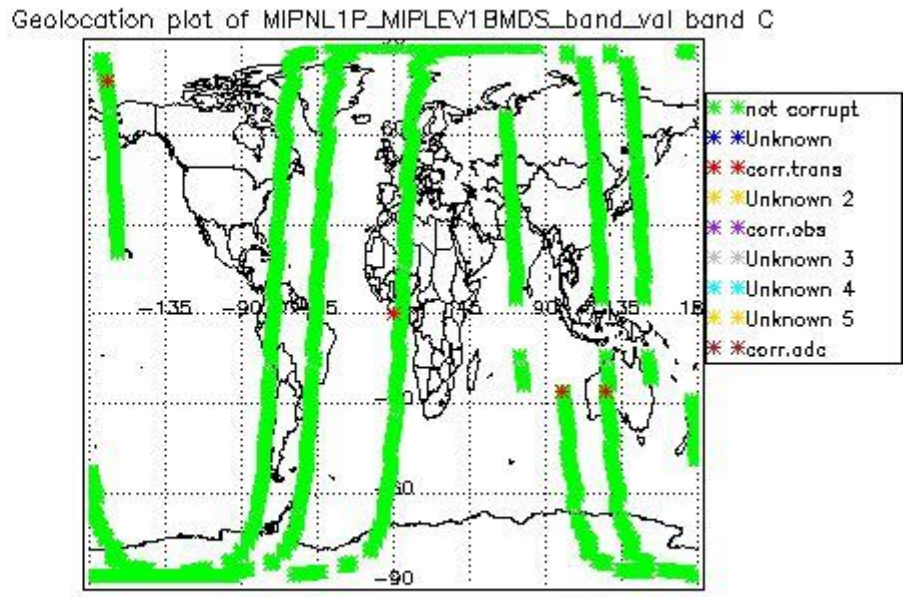 Geolocation plot of MIPNL1P_MIPLEV1BMDS_band_val band C
not corrupt
Unknown
corr.trans
Unknown 2
corr.obs
Unknown 3
Unknown 4
Unknown 5
corr.adc
-135 -90 45 90 135 18
-60
-90